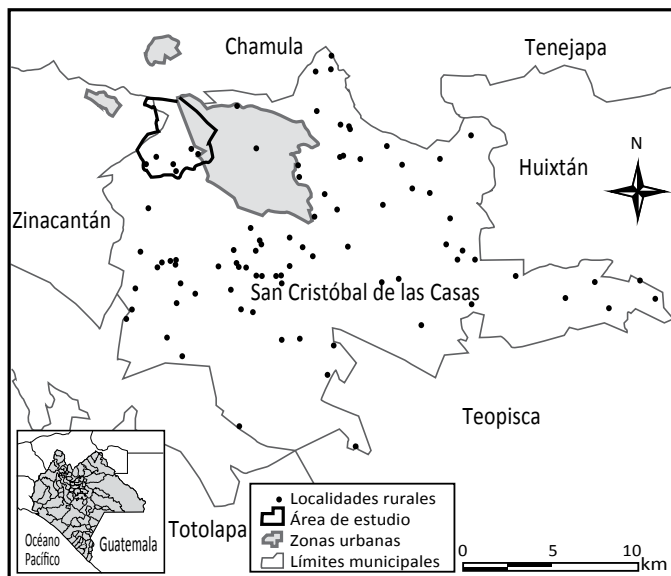 Chamula
Tenejapa
Huixtán
N
Zinacantán
San Cristóbal de las Casas
Teopisca
Totolapa
Océano
Pacífico
Guatemala
Localidades rurales
Área de estudio
Zonas urbanas
Límites municipales
0 5 10
km